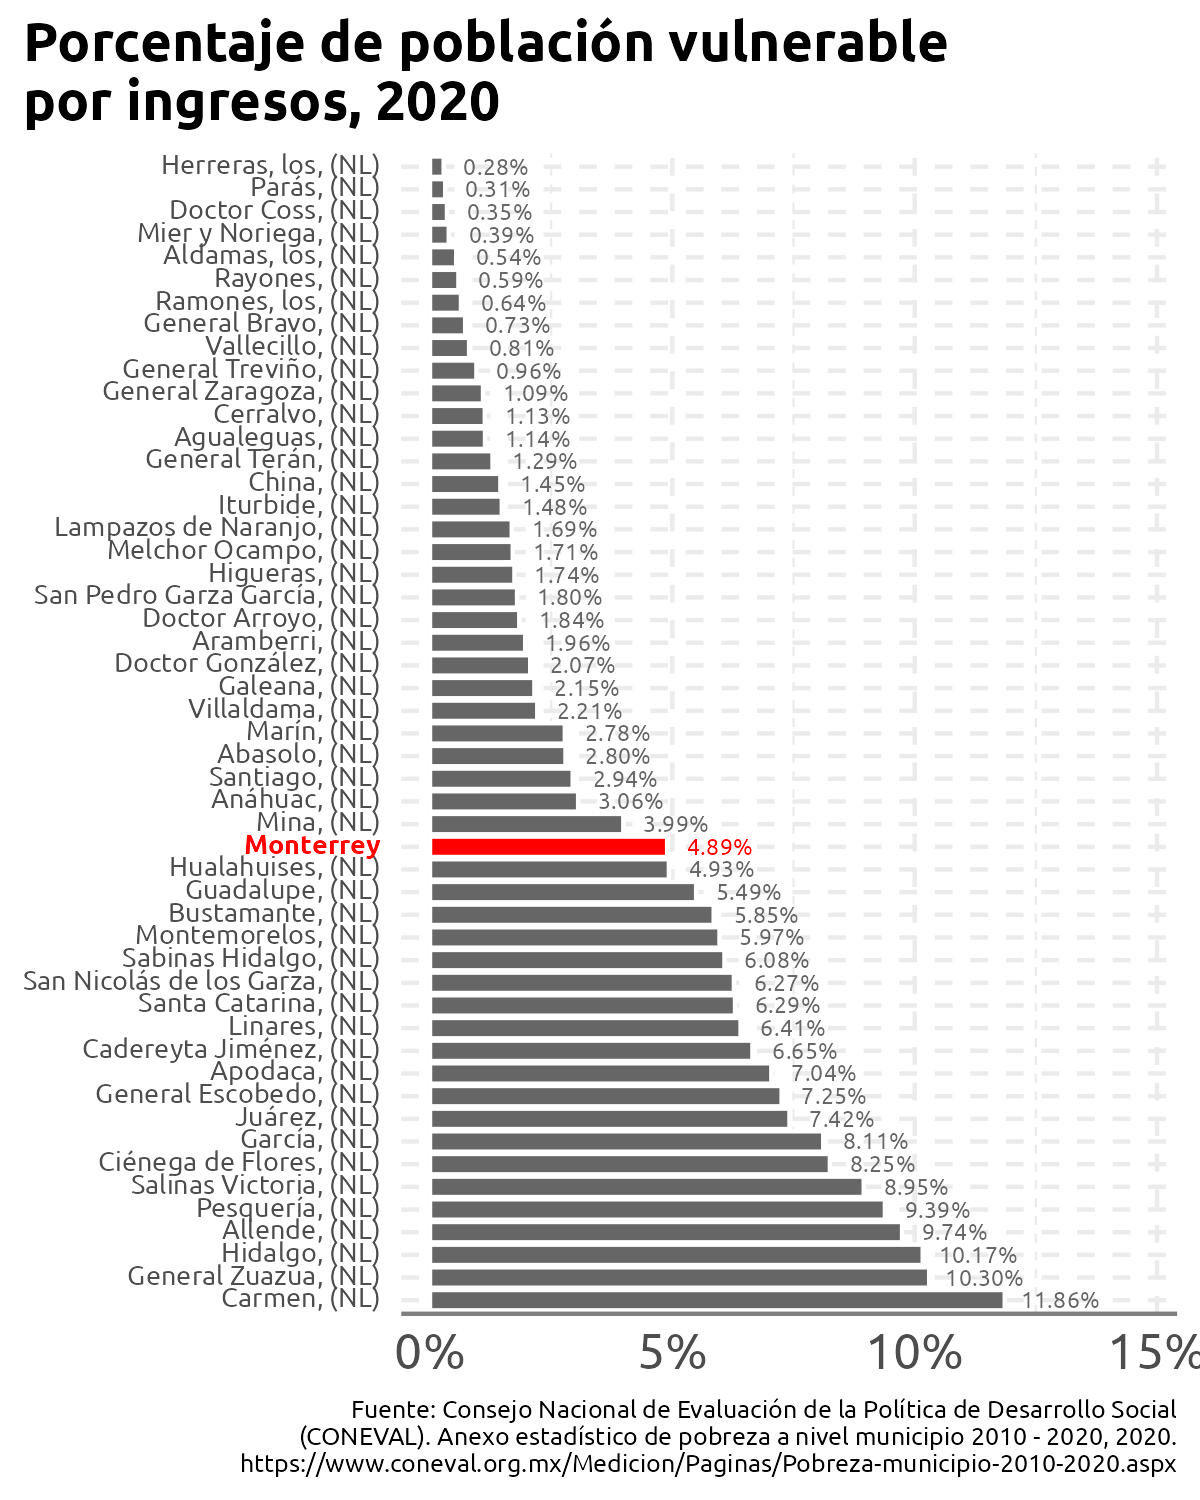 Porcentaje de población vulnerable
por ingresos, 2020
Herreras, los, (NL) 0.28%
Parás, (NL) 0.31%
Doctor Coss, (NL) 0.35%
Mier y Noriega, (NL) 0.39%
Aldamas, los, (NL) 0.54%
Rayones, (NL) 0.59%
Ramones, los, (NL) 0.64%
General Bravo, (NL) 0.73%
Vallecillo, (NL) 0.81%
General Treviño, (NL) 0.96%
General Zaragoza, (NL) 1.09%
Cerralvo, (NL) 1.13%
Agualeguas, (NL) 1.14%
General Terán, (NL) 1.29%
China, (NL) 1.45%
Iturbide, (NL) 1.48%
Lampazos de Naranjo, (NL) 1.69%
Melchor Ocampo, (NL) 1.71%
Higueras, (NL) 1.74%
San Pedro Garza García, (NL) 1.80%
Doctor Arroyo, (NL) 1.84%
Aramberri, (NL) 1.96%
Doctor González, (NL) 2.07%
Galeana, (NL) 2.15%
Villaldama, (NL) 2.21%
Marín, (NL) 2.78%
Abasolo, (NL) 2.80%
Santiago, (NL) 2.94%
Anáhuac, (NL) 3.06%
Mina, (NL) 3.99%
Monterrey 4.89%
Hualahuises, (NL) 4.93%
Guadalupe, (NL) 5.49%
Bustamante, (NL) 5.85%
Montemorelos, (NL) 5.97%
Sabinas Hidalgo, (NL) 6.08%
San Nicolás de los Garza, (NL) 6.27%
Santa Catarina, (NL) 6.29%
Linares, (NL) 6.41%
Cadereyta Jiménez, (NL) 6.65%
Apodaca, (NL) 7.04%
General Escobedo, (NL) 7.25%
Juárez, (NL) 7.42%
García, (NL) 8.11%
Ciénega de Flores, (NL) 8.25%
Salinas Victoria, (NL) 8.95%
Pesquería, (NL) 9.39%
Allende, (NL) 9.74%
Hidalgo, (NL) 10.17%
General Zuazua, (NL) 10.30%
Carmen, (NL) 11.86%
0% 5% 10% 15%
Fuente: Consejo Nacional de Evaluación de la Política de Desarrollo Social
(CONEVAL). Anexo estadístico de pobreza a nivel municipio 2010 - 2020, 2020.
https://www.coneval.org.mx/Medicion/Paginas/Pobreza-municipio-2010-2020.aspx